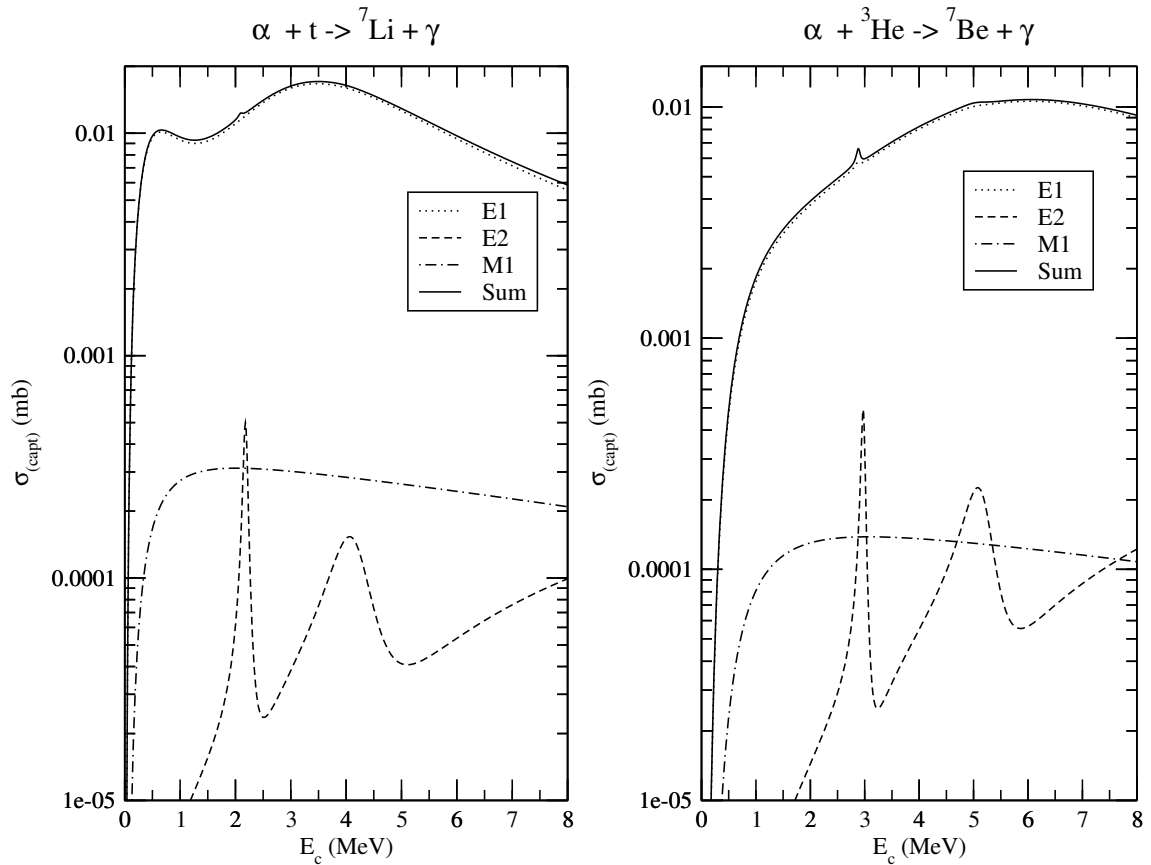 α + t -> ⁷Li + γ
0.01
0.001
0.0001
1e-05
σ(capt) (mb)
E1
E2
M1
Sum
0 1 2 3 4 5 6 7 8
E_c (MeV)
α + ³He -> ⁷Be + γ
0.01
0.001
0.0001
1e-05
σ(capt) (mb)
E1
E2
M1
Sum
0 1 2 3 4 5 6 7 8
E_c (MeV)